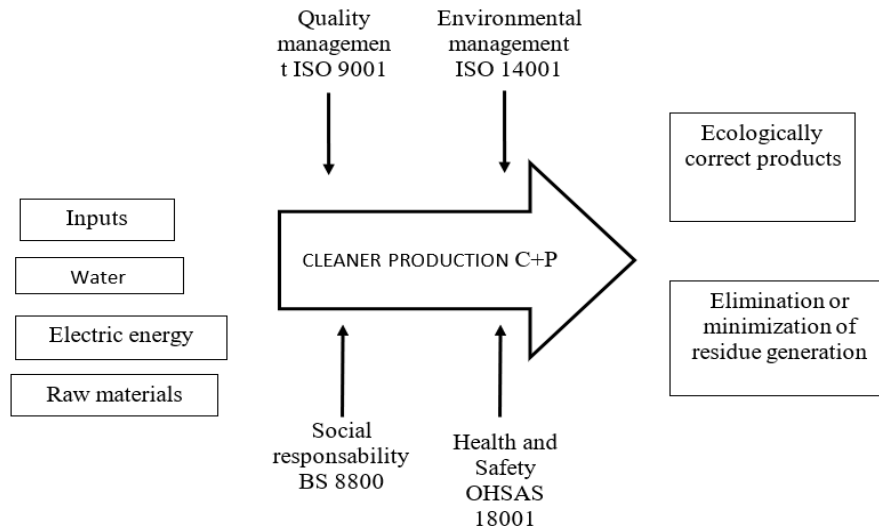 Quality
managemen
t ISO 9001
Environmental
management
ISO 14001
Ecologically
correct products
Inputs
Water
Electric energy
Raw materials
CLEANER PRODUCTION C+P
Elimination or
minimization of
residue generation
Social
responsability
BS 8800
Health and
Safety
OHSAS
18001